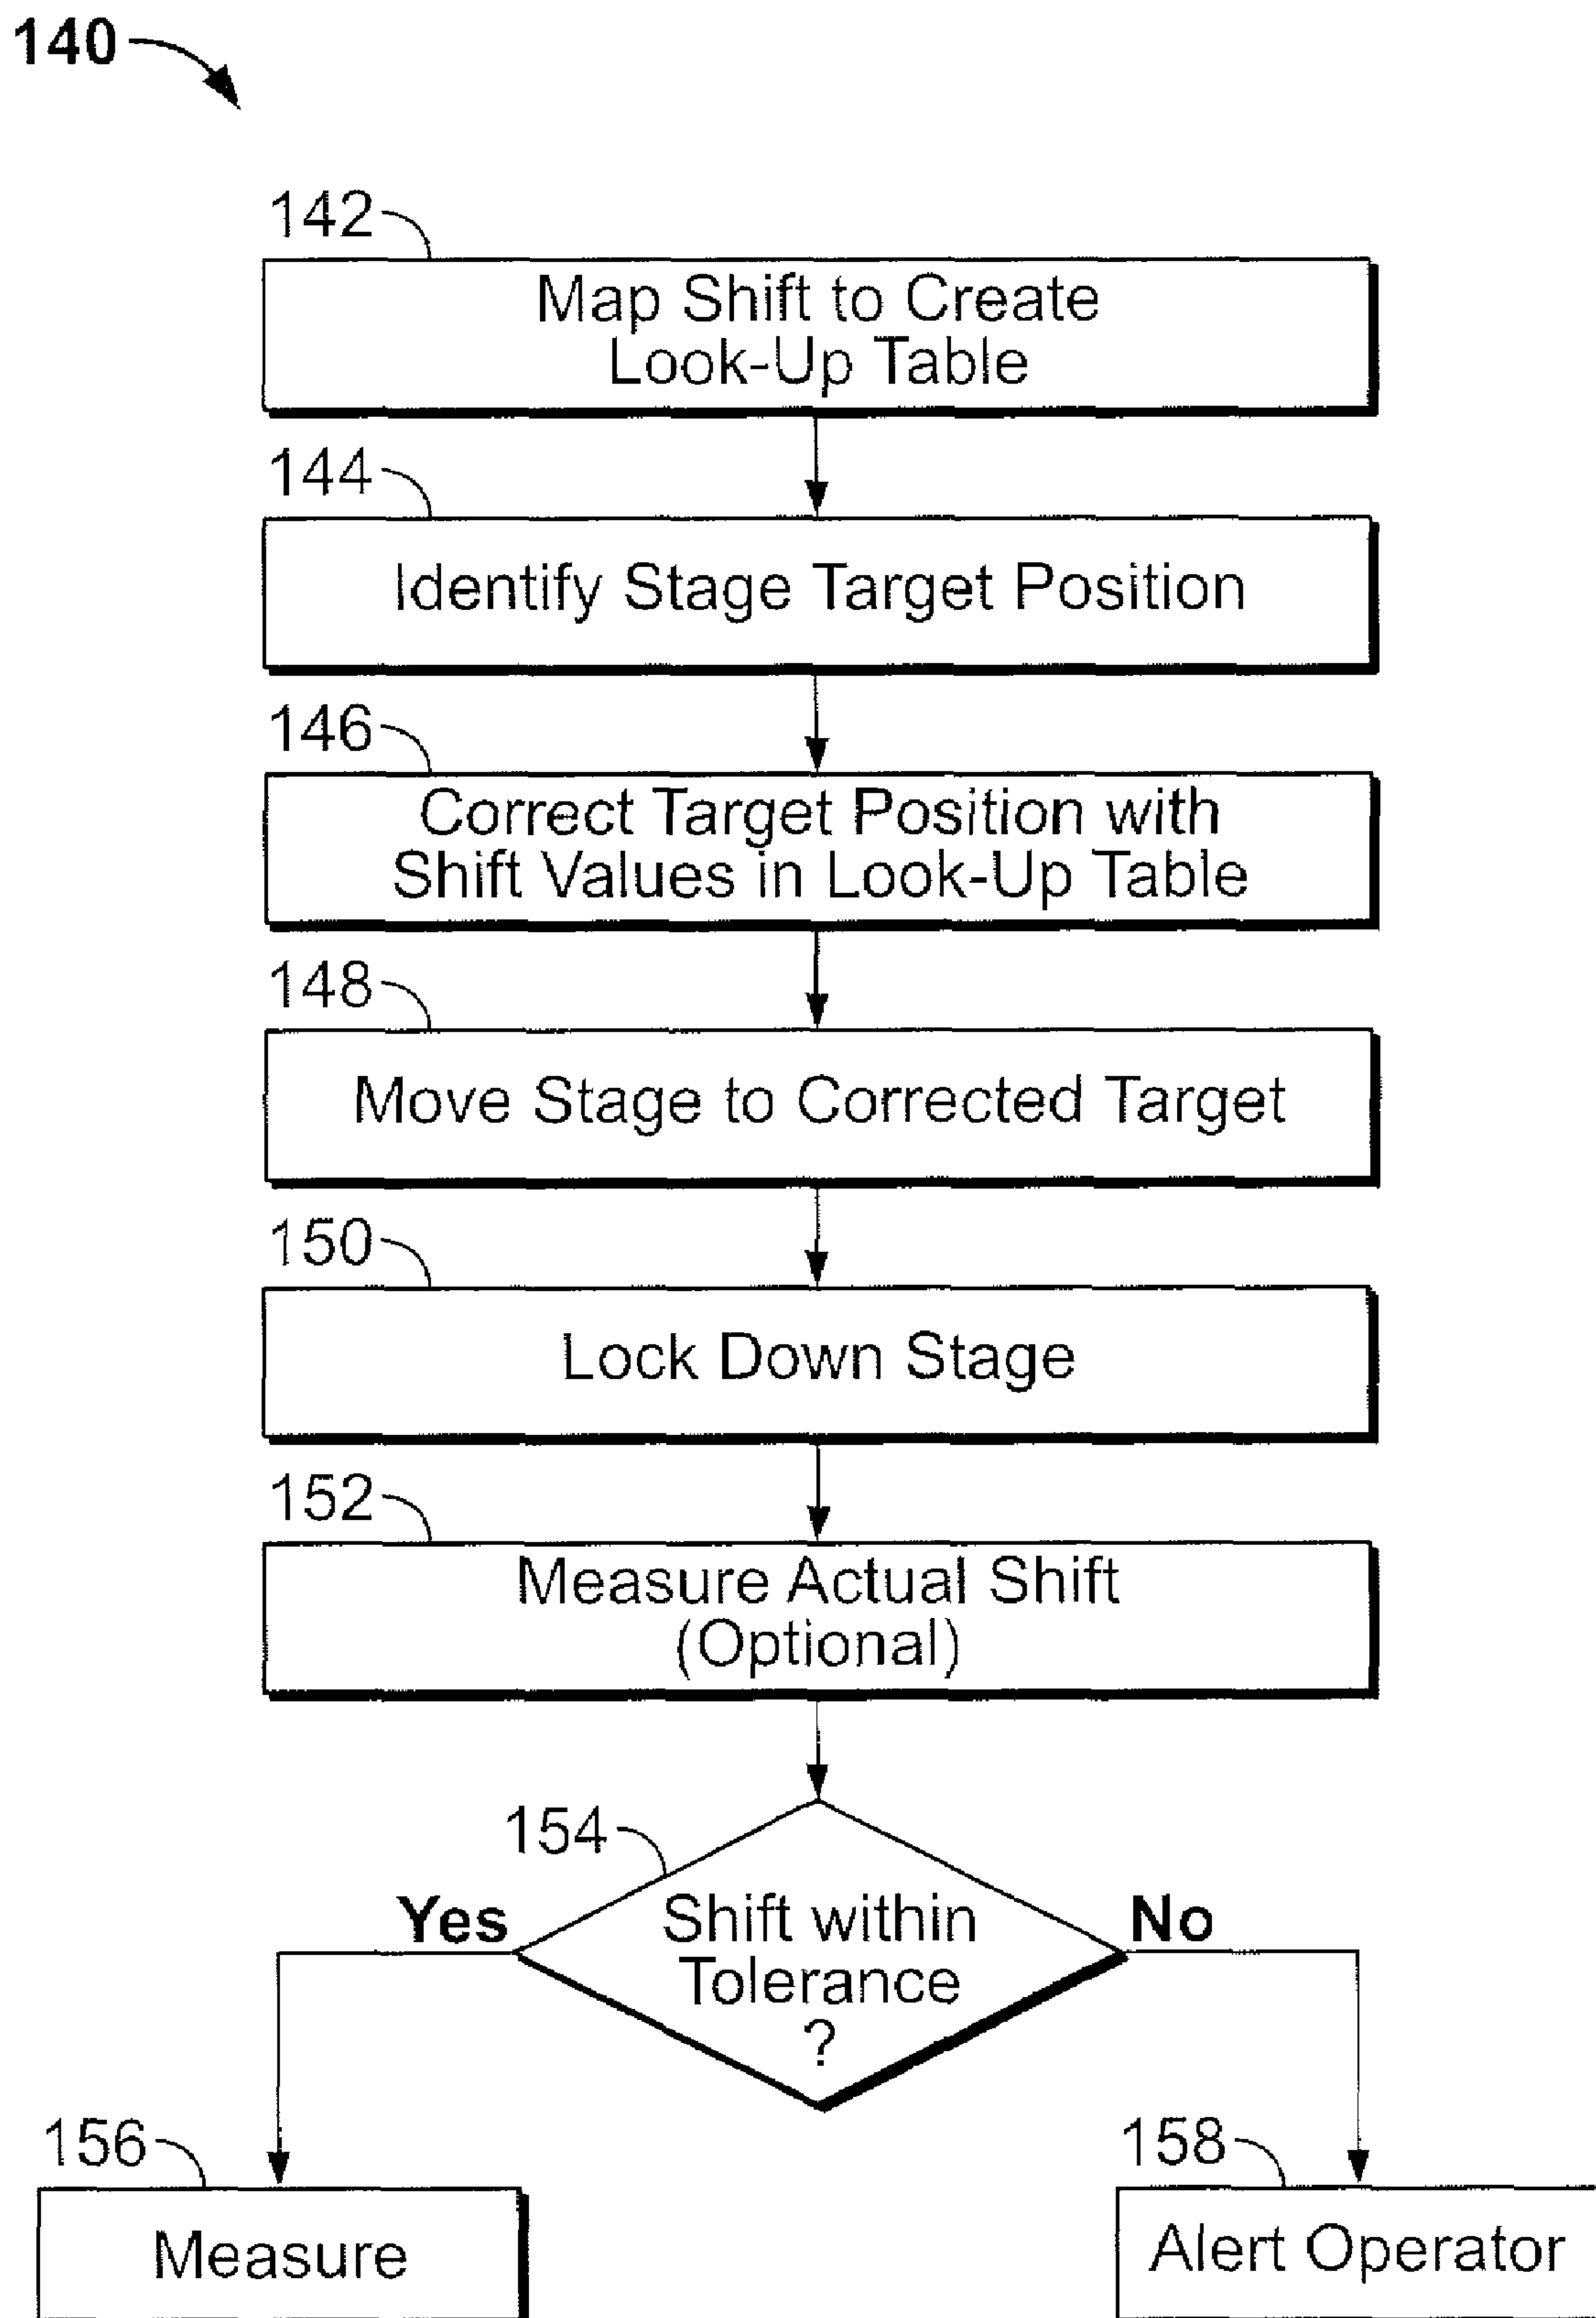 140
142
Map Shift to Create
Look-Up Table
144
Identify Stage Target Position
146
Correct Target Position with
Shift Values in Look-Up Table
148
Move Stage to Corrected Target
150
Lock Down Stage
152
Measure Actual Shift
(Optional)
154
Shift within
Tolerance
?
Yes
No
156
Measure
158
Alert Operator